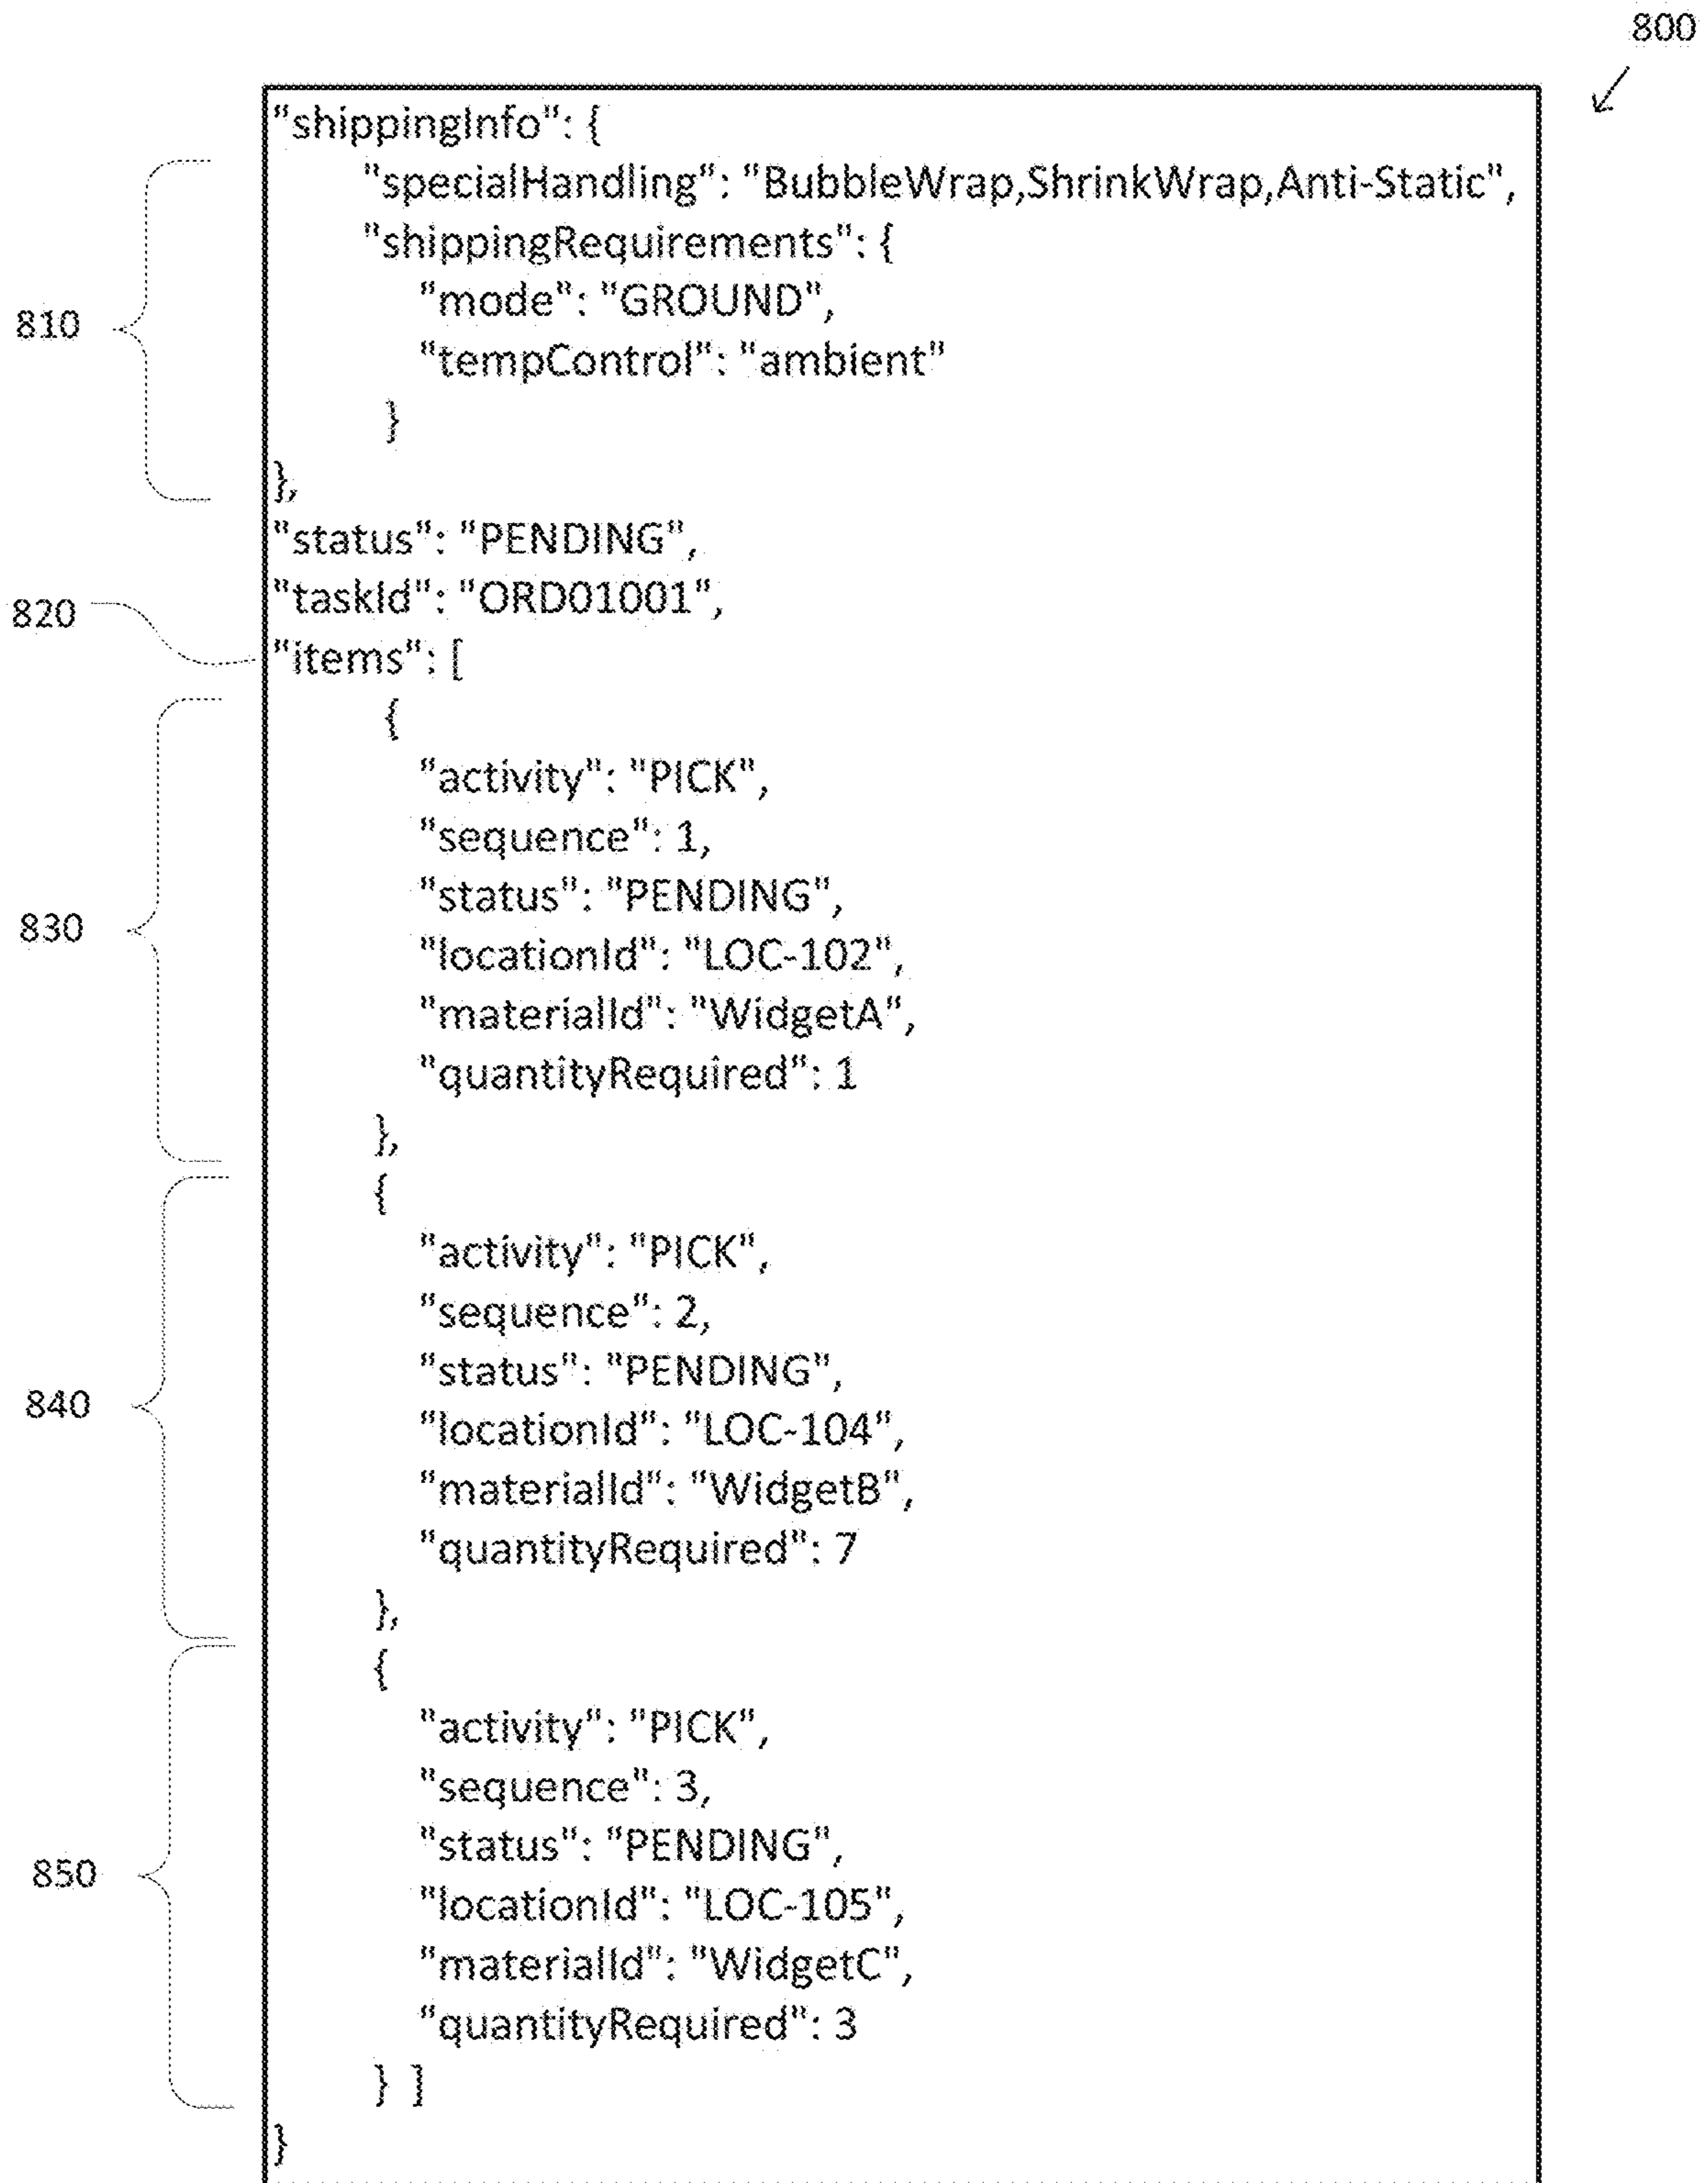 800
"shippingInfo": {
"specialHandling": "BubbleWrap,ShrinkWrap,Anti-Static",
"shippingRequirements": {
"mode": "GROUND",
810
"tempControl": "ambient"
}
},
"status": "PENDING",
"taskId": "ORD01001",
820
"items": [
{
"activity": "PICK",
"sequence": 1,
"status": "PENDING",
830
"locationId": "LOC-102",
"materialId": "WidgetA",
"quantityRequired": 1
},
{
"activity": "PICK",
"sequence": 2,
"status": "PENDING",
840
"locationId": "LOC-104",
"materialId": "WidgetB",
"quantityRequired": 7
},
{
"activity": "PICK",
"sequence": 3,
"status": "PENDING",
850
"locationId": "LOC-105",
"materialId": "WidgetC",
"quantityRequired": 3
} ]
}